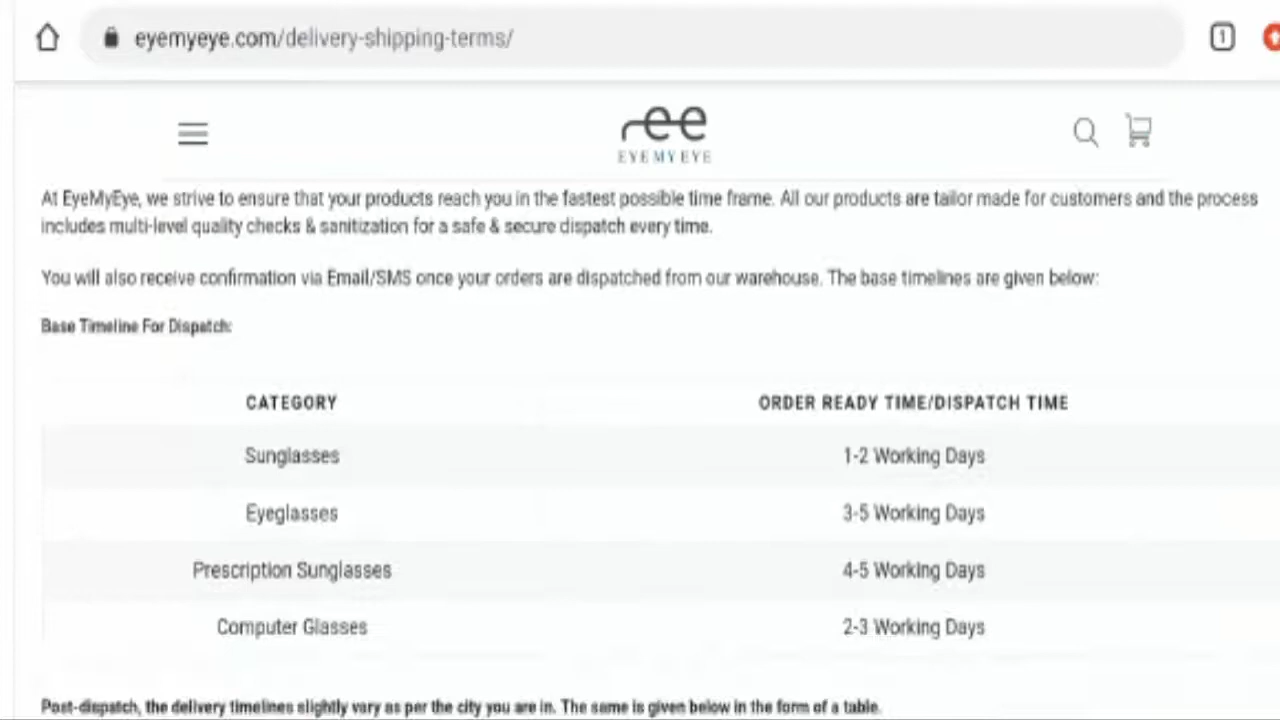 eyemyeye.com/delivery-shipping-terms/
1
ee
EYEMYEYE
At EyeMyEye, we strive to ensure that your products reach you in the fastest possible time frame. All our products are tailor made for customers and the process
includes multi-level quality checks & sanitization for a safe & secure dispatch every time.
You will also receive confirmation via Email/SMS once your orders are dispatched from our warehouse. The base timelines are given below:
Base Timeline For Dispatch:
CATEGORY ORDER READY TIME/DISPATCH TIME
Sunglasses 1-2 Working Days
Eyeglasses 3-5 Working Days
Prescription Sunglasses 4-5 Working Days
Computer Glasses 2-3 Working Days
Post-dispatch, the delivery timelines slightly vary as per the city you are in. The same is given below in the form of a table.